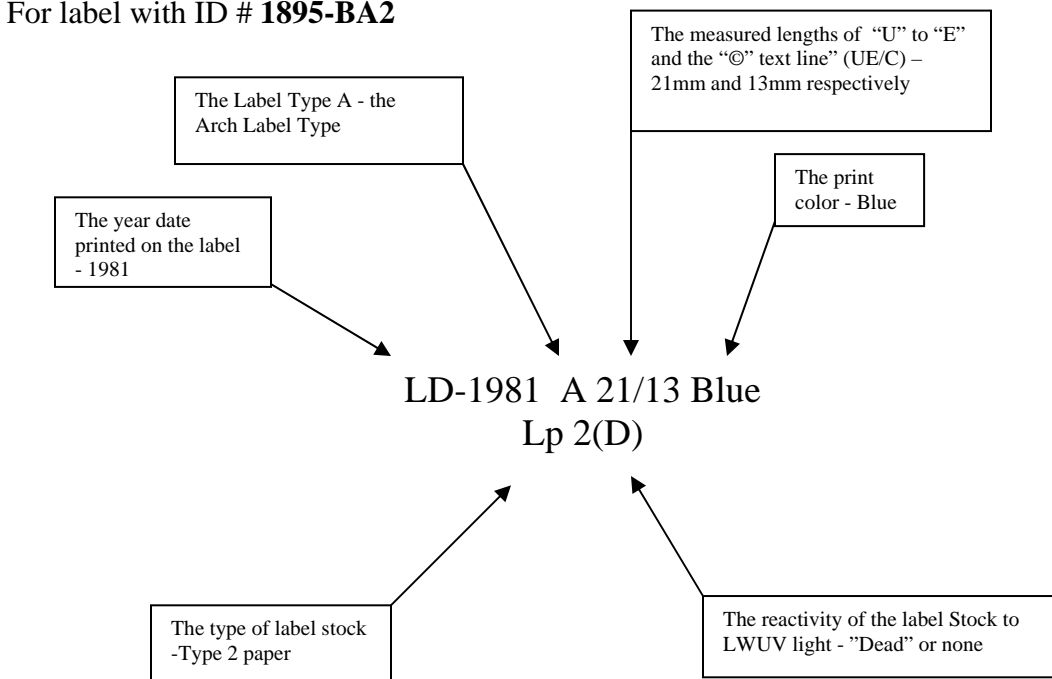 For label with ID # 1895-BA2
The measured lengths of “U” to “E”
and the “©” text line” (UE/C) –
21mm and 13mm respectively
The Label Type A - the
Arch Label Type
The print
color - Blue
The year date
printed on the label
- 1981
LD-1981 A 21/13 Blue
Lp 2(D)
The type of label stock
-Type 2 paper
The reactivity of the label Stock to
LWUV light - ”Dead” or none